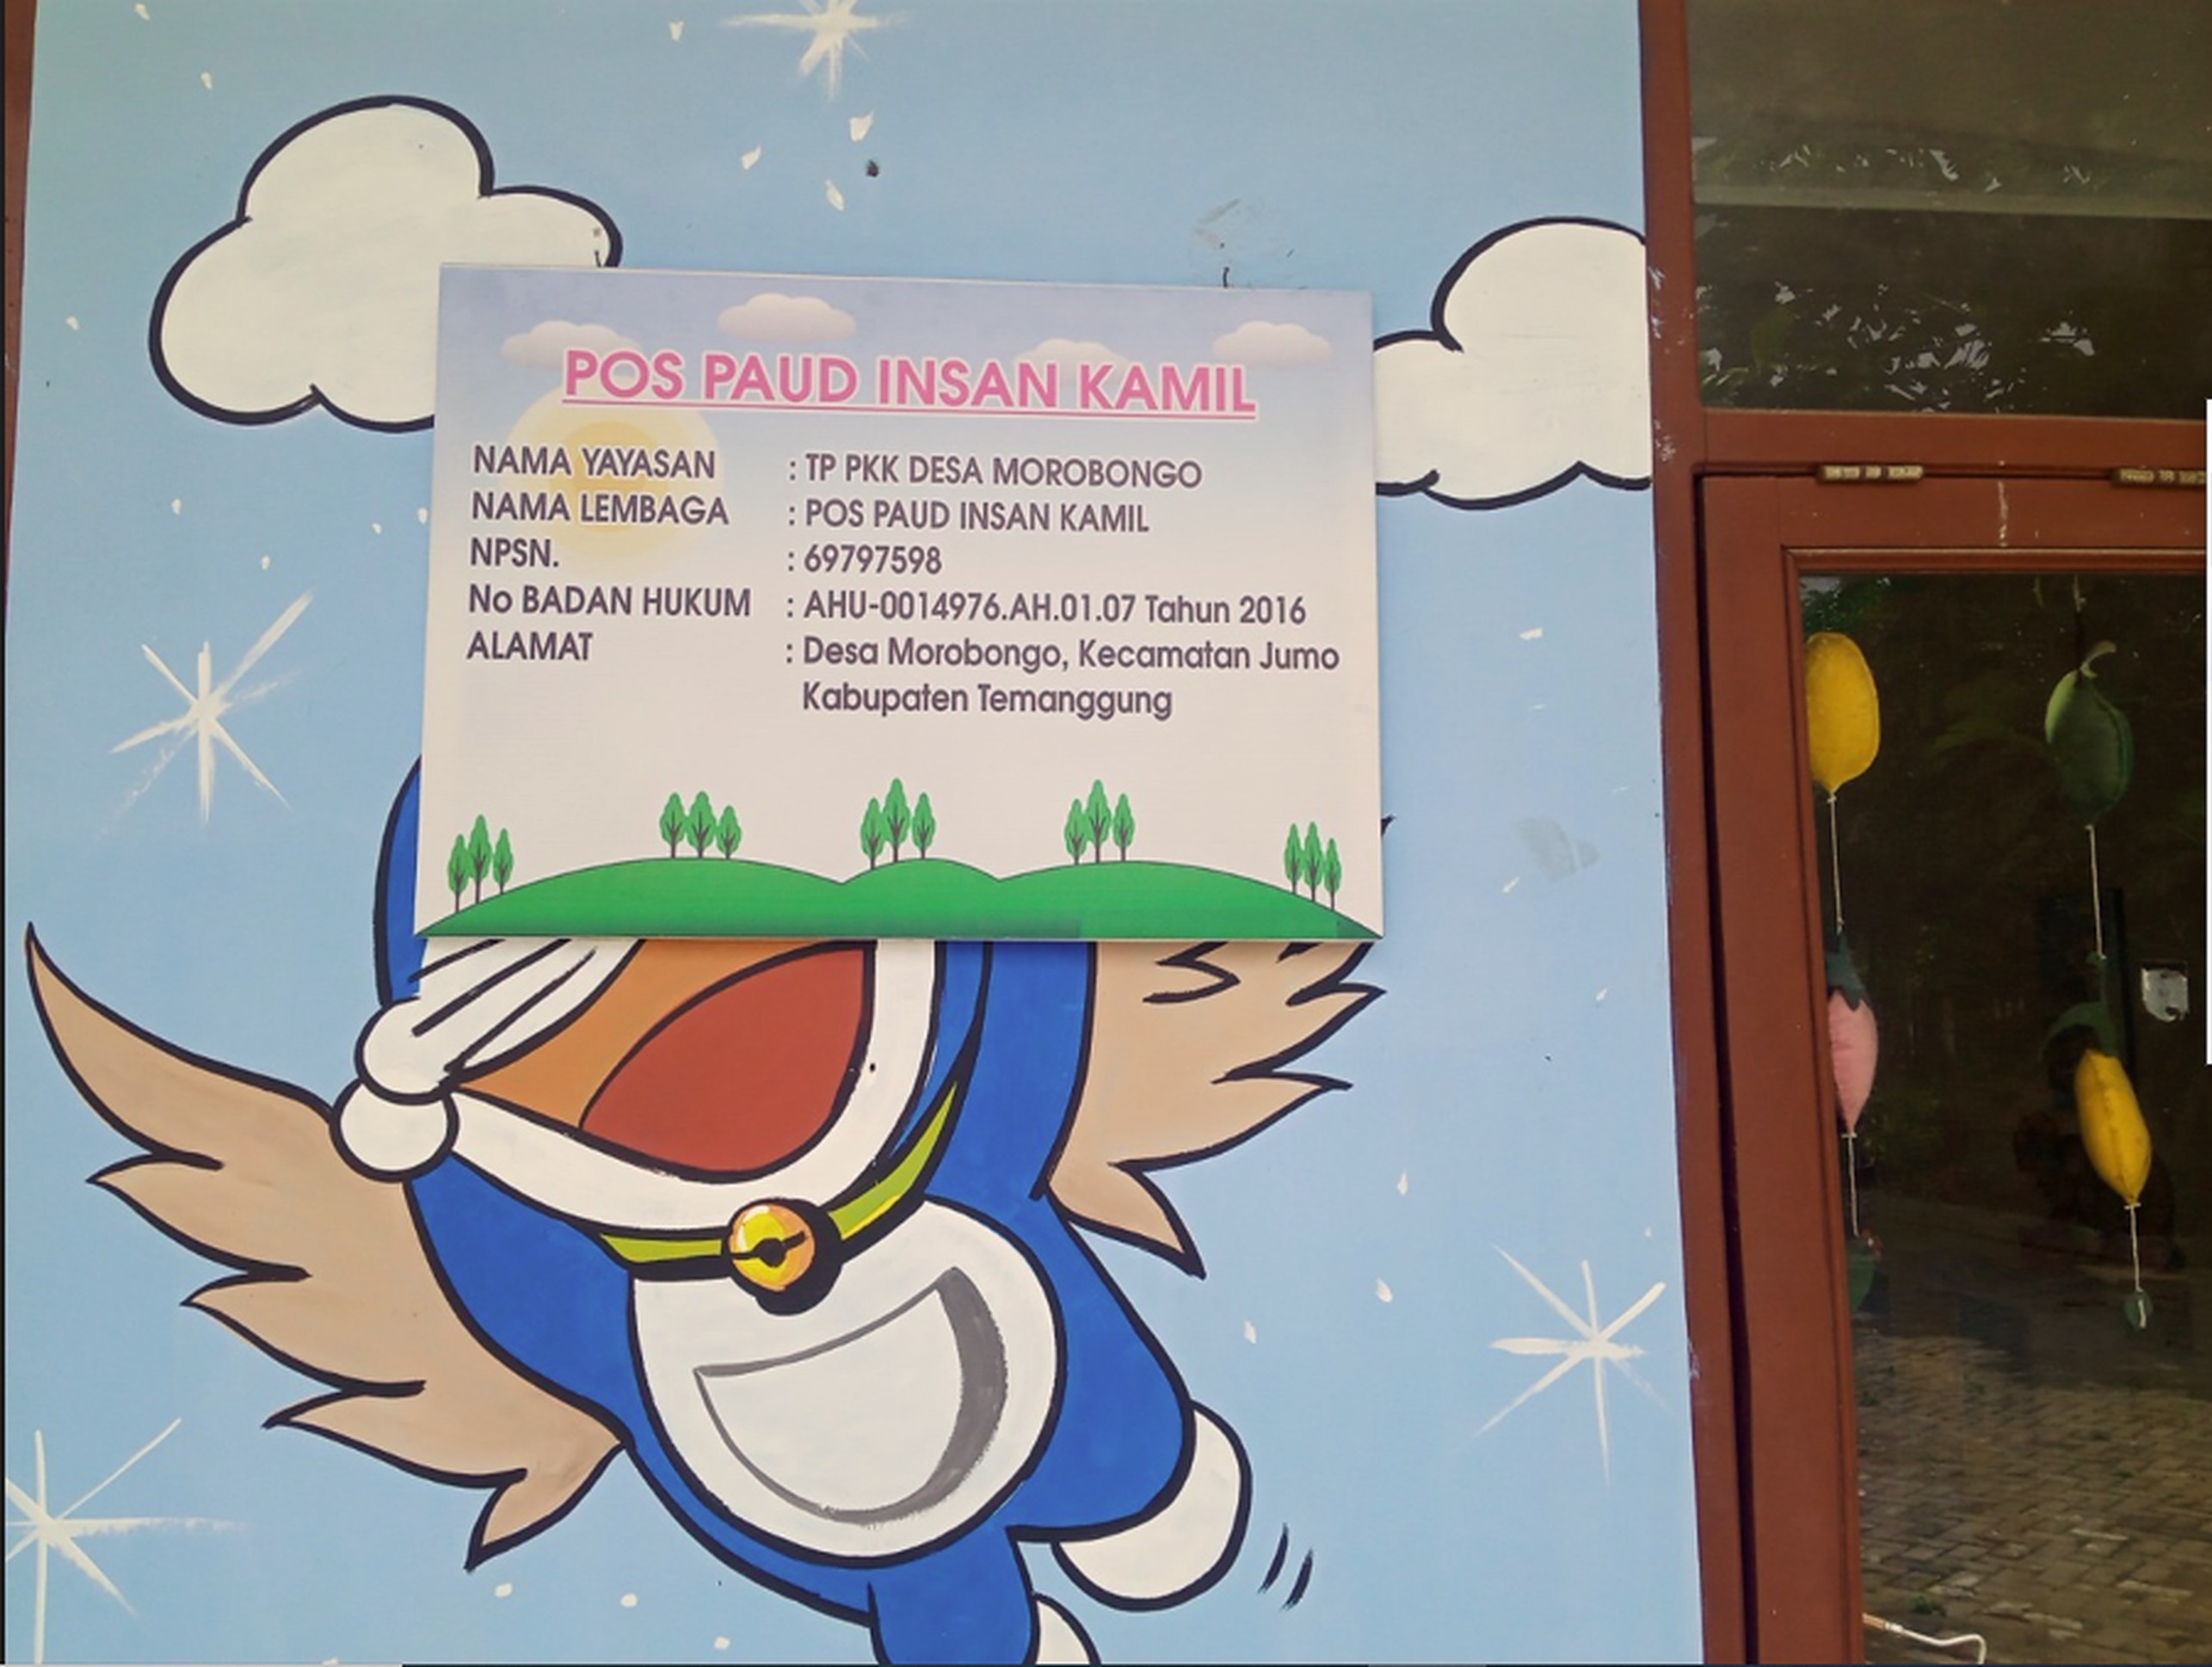 POS PAUD INSAN KAMIL
NAMA YAYASAN : TP PKK DESA MOROBONGO
NAMA LEMBAGA : POS PAUD INSAN KAMIL
NPSN. : 69797598
No BADAN HUKUM : AHU-0014976.AH.01.07 Tahun 2016
ALAMAT : Desa Morobongo, Kecamatan Jumo
Kabupaten Temanggung